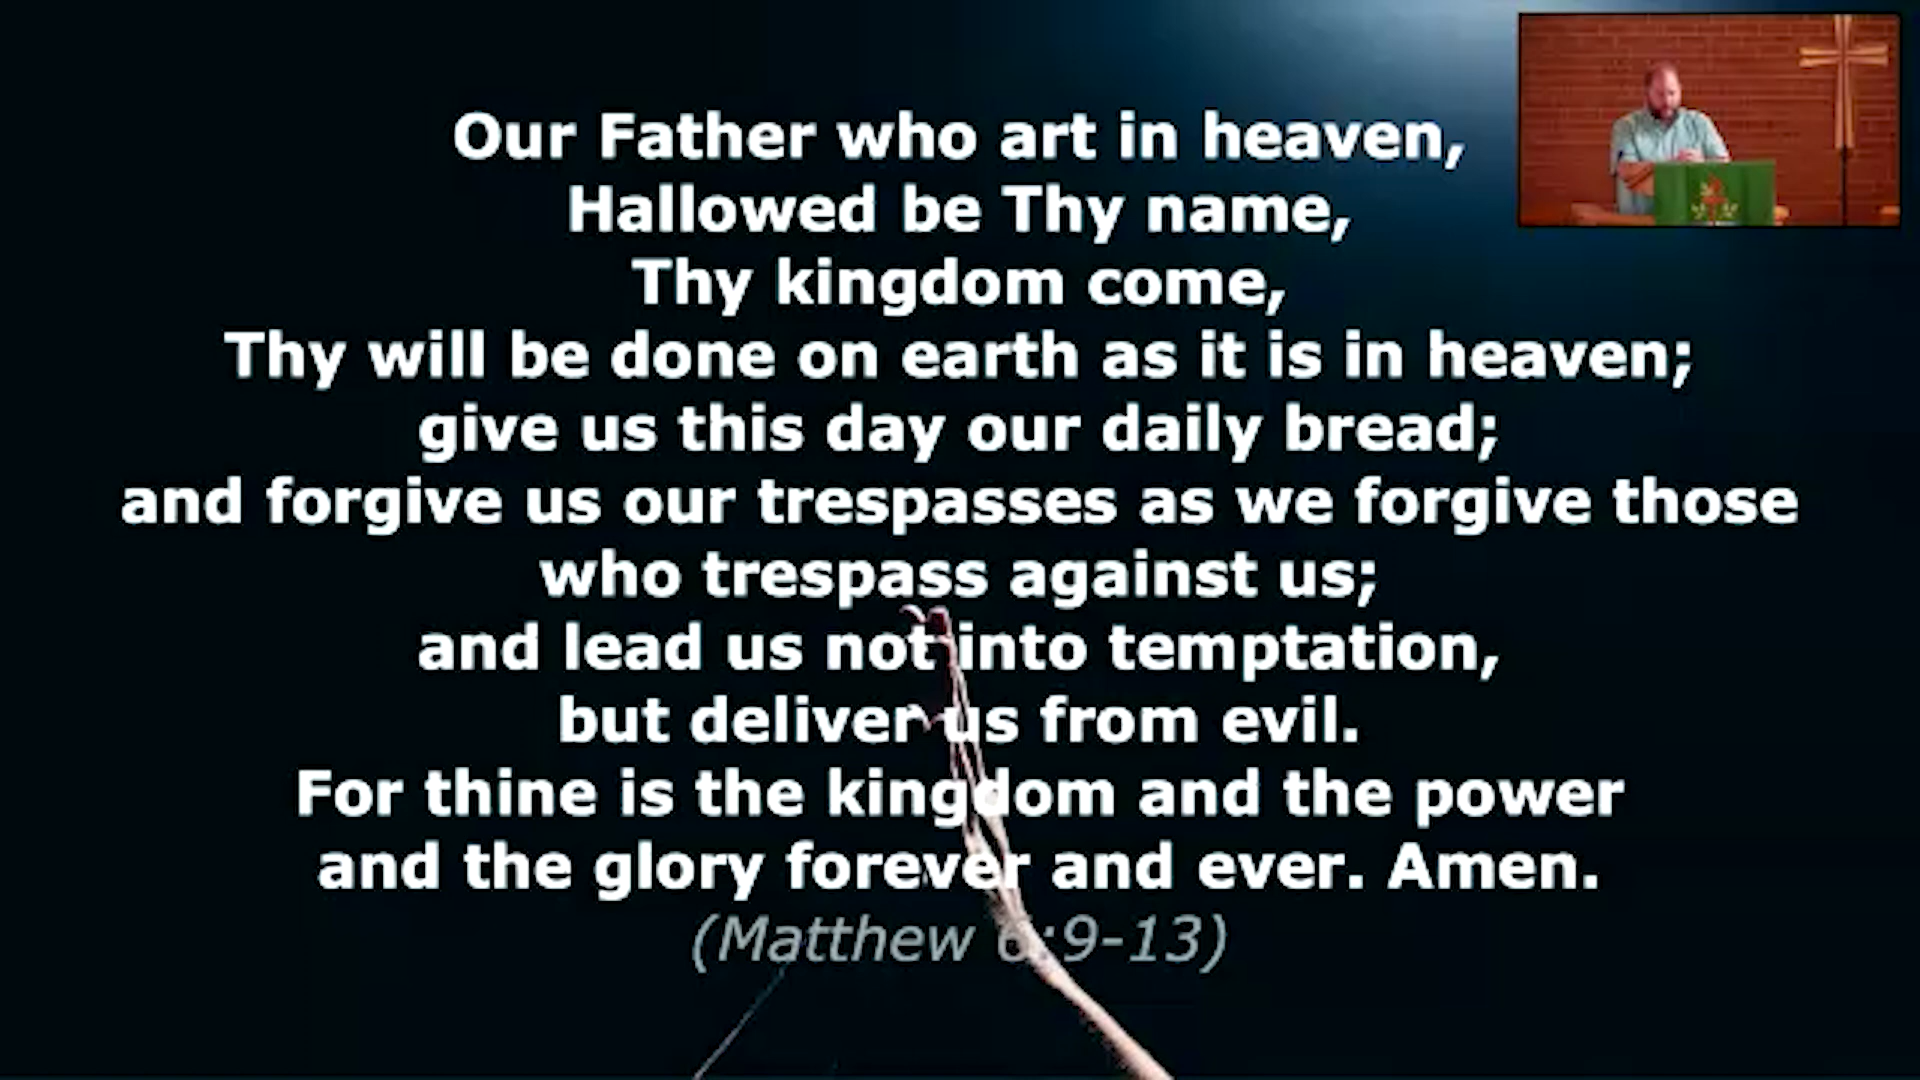 Our Father who art in heaven,
Hallowed be Thy name,
Thy kingdom come,
Thy will be done on earth as it is in heaven;
give us this day our daily bread;
and forgive us our trespasses as we forgive those
who trespass against us;
and lead us not into temptation,
but deliver us from evil.
For thine is the kingdom and the power
and the glory forever and ever. Amen.
(Matthew 6:9-13)